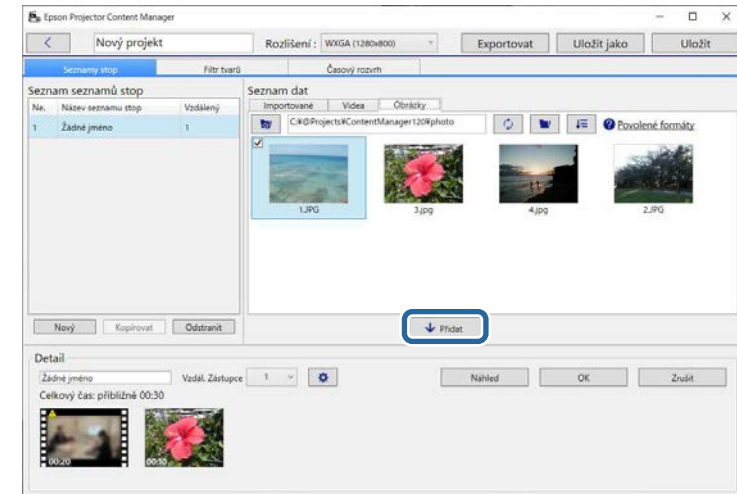 Epson Projector Content Manager
Nový projekt Rozlišení : WXGA (1280x800) Exportovat Uložit jako Uložit
Seznamy stop Filtr tvarů Časový rozvrh
Seznam seznamů stop
Ne. Název seznamu stop Vzdálený
1 Žádné jméno 1
Nový Kopírovat Odstranit
Seznam dat
Importované Videa Obrázky
C:¥@Projects¥ContentManager120¥photo Povolené formáty
1.JPG 3.jpg 4.jpg 2.JPG
Přidat
Detail
Žádné jméno Vzdál. Zástupce 1 Náhled OK Zrušit
Celkový čas: přibližně 00:30
00:20 00:10